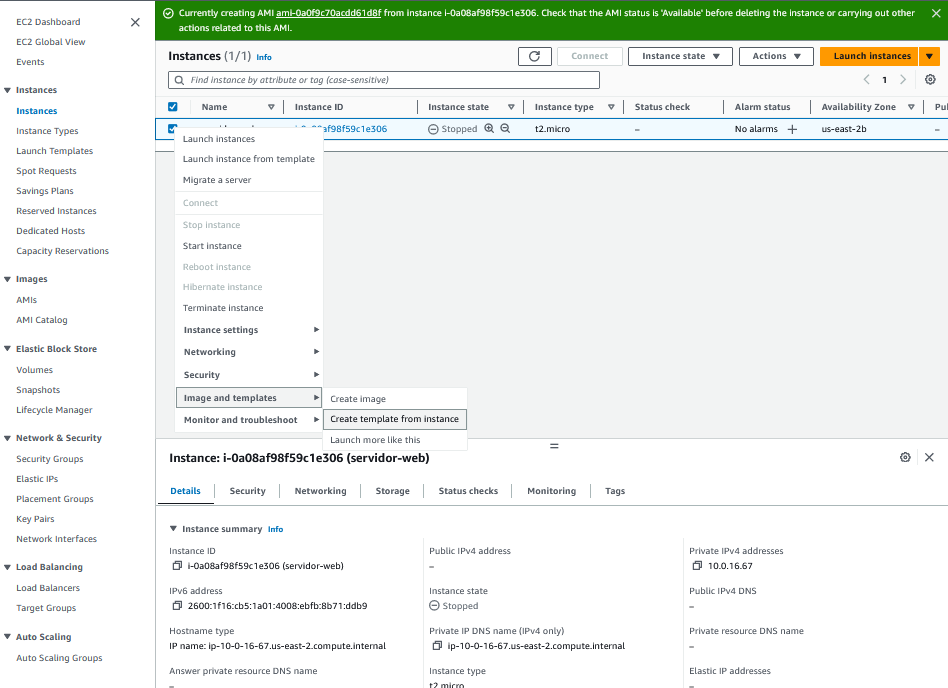 EC2 Dashboard
EC2 Global View
Events
Instances
Instances
Instance Types
Launch Templates
Spot Requests
Savings Plans
Reserved Instances
Dedicated Hosts
Capacity Reservations
Images
AMIs
AMI Catalog
Elastic Block Store
Volumes
Snapshots
Lifecycle Manager
Network & Security
Security Groups
Elastic IPs
Placement Groups
Key Pairs
Network Interfaces
Load Balancing
Load Balancers
Target Groups
Auto Scaling
Auto Scaling Groups
Currently creating AMI ami-0a0f9c70acdd61d8f from instance i-0a08af98f59c1e306. Check that the AMI status is 'Available' before deleting the instance or carrying out other
actions related to this AMI.
Instances (1/1) Info
Connect
Instance state
Actions
Launch instances
Find instance by attribute or tag (case-sensitive)
1
Name Instance ID Instance state Instance type Status check Alarm status Availability Zone
i-0a08af98f59c1e306 Stopped t2.micro – No alarms + us-east-2b –
Launch instances
Launch instance from template
Migrate a server
Connect
Stop instance
Start instance
Reboot instance
Hibernate instance
Terminate instance
Instance settings
Networking
Security
Image and templates
Monitor and troubleshoot
Create image
Create template from instance
Launch more like this
Instance: i-0a08af98f59c1e306 (servidor-web)
Details Security Networking Storage Status checks Monitoring Tags
Instance summary Info
Instance ID
i-0a08af98f59c1e306 (servidor-web)
Public IPv4 address
–
Private IPv4 addresses
10.0.16.67
IPv6 address
2600:1f16:cb5:1a01:4008:ebfb:8b71:ddb9
Instance state
Stopped
Public IPv4 DNS
–
Hostname type
IP name: ip-10-0-16-67.us-east-2.compute.internal
Private IP DNS name (IPv4 only)
ip-10-0-16-67.us-east-2.compute.internal
Private resource DNS name
–
Answer private resource DNS name
–
Instance type
t2.micro
Elastic IP addresses
–